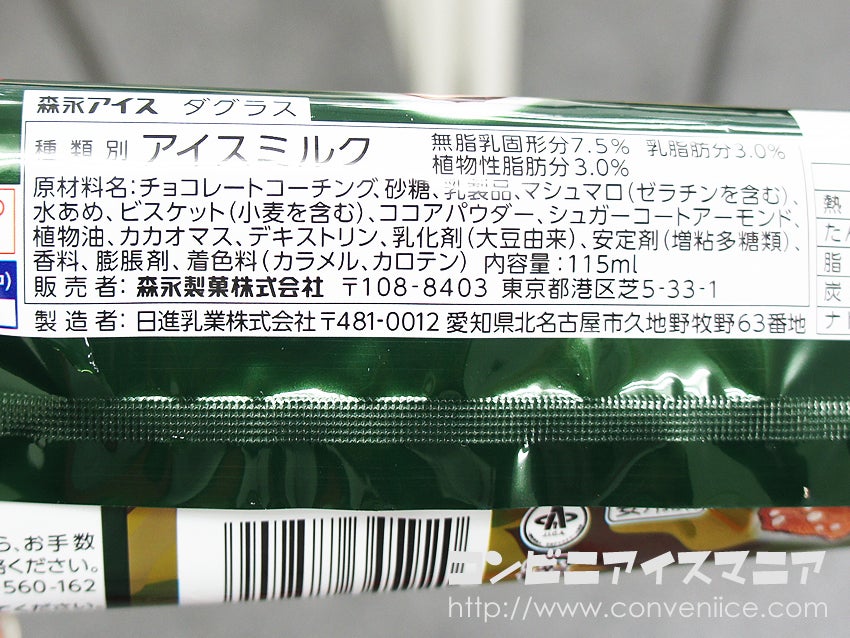 森永アイス ダグラス
種類別 アイスミルク
無脂乳固形分7.5% 乳脂肪分3.0%
植物性脂肪分3.0%
原材料名:チョコレートコーチング、砂糖、乳製品、マシュマロ(ゼラチンを含む)、
水あめ、ビスケット(小麦を含む)、ココアパウダー、シュガーコートアーモンド、
植物油、カカオマス、デキストリン、乳化剤(大豆由来)、安定剤(増粘多糖類)、
香料、膨脹剤、着色料(カラメル、カロテン) 内容量:115ml
販売者:森永製菓株式会社 〒108-8403 東京都港区芝5-33-1
製造者:日進乳業株式会社〒481-0012 愛知県北名古屋市久地野牧野63番地
熱
たん
脂
炭
ナト
ら、お手数
ください。
560-162
コンビニアイスマニア
http://www.conveniice.com